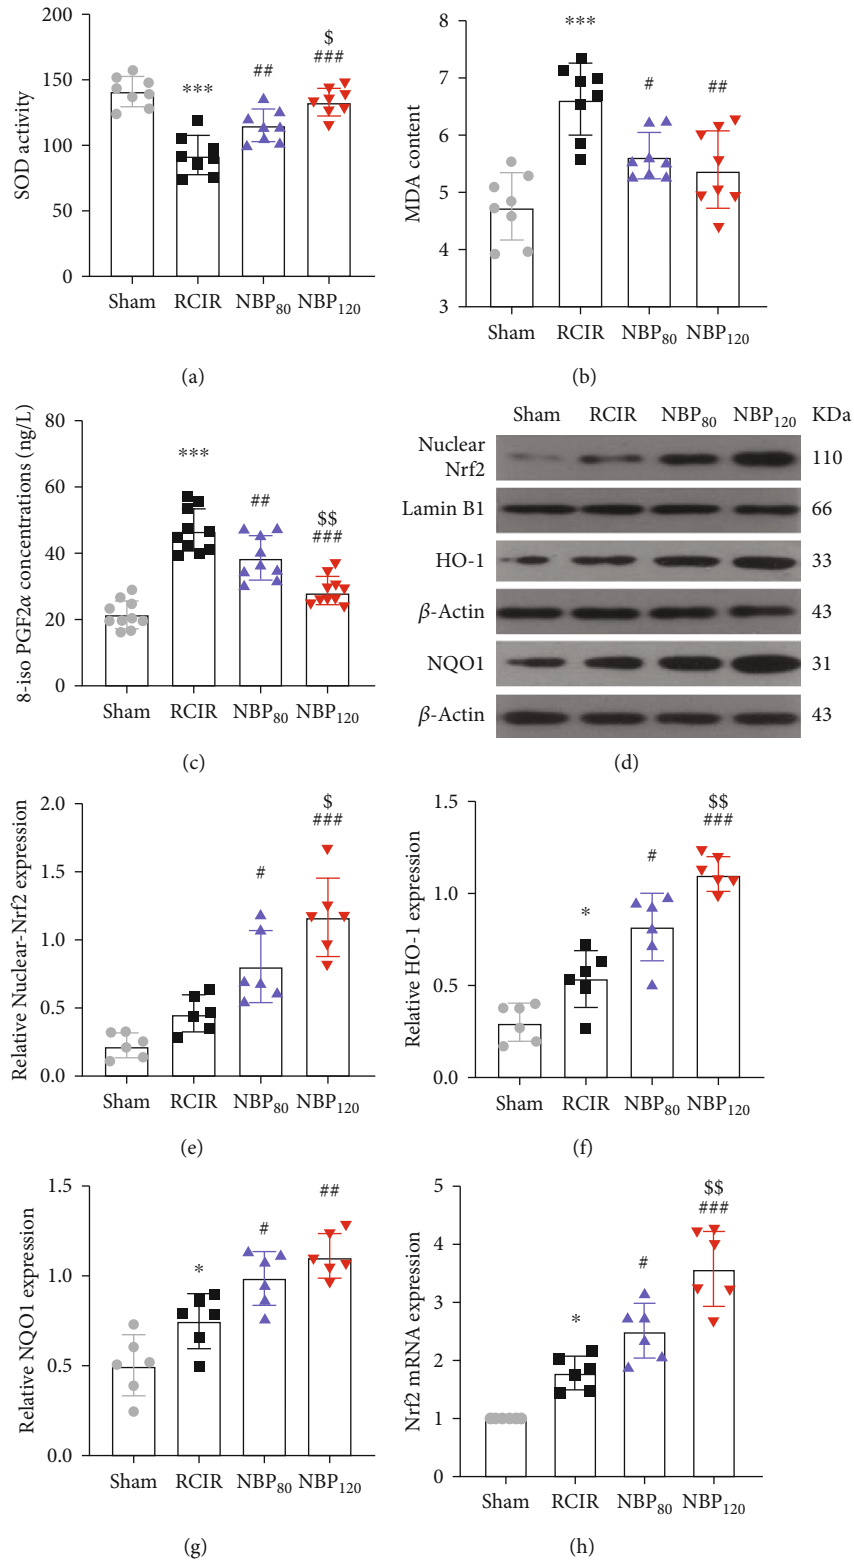 SOD activity
200
150
100
50
0
***
##
$
###
Sham RCIR NBP80 NBP120
(a)
MDA content
8
7
6
5
4
3
***
#
##
Sham RCIR NBP80 NBP120
(b)
8-iso PGF2α concentrations (ng/L)
80
60
40
20
0
***
##
$$
###
Sham RCIR NBP80 NBP120
(c)
Sham RCIR NBP80 NBP120 KDa
Nuclear
Nrf2 110
Lamin B1 66
HO-1 33
β-Actin 43
NQO1 31
β-Actin 43
(d)
Relative Nuclear-Nrf2 expression
2.0
1.5
1.0
0.5
0.0
#
$
###
Sham RCIR NBP80 NBP120
(e)
Relative HO-1 expression
1.5
1.0
0.5
0.0
*
#
$$
###
Sham RCIR NBP80 NBP120
(f)
Relative NQO1 expression
1.5
1.0
0.5
0.0
*
#
##
Sham RCIR NBP80 NBP120
(g)
Nrf2 mRNA expression
5
4
3
2
1
0
*
#
$$
###
Sham RCIR NBP80 NBP120
(h)